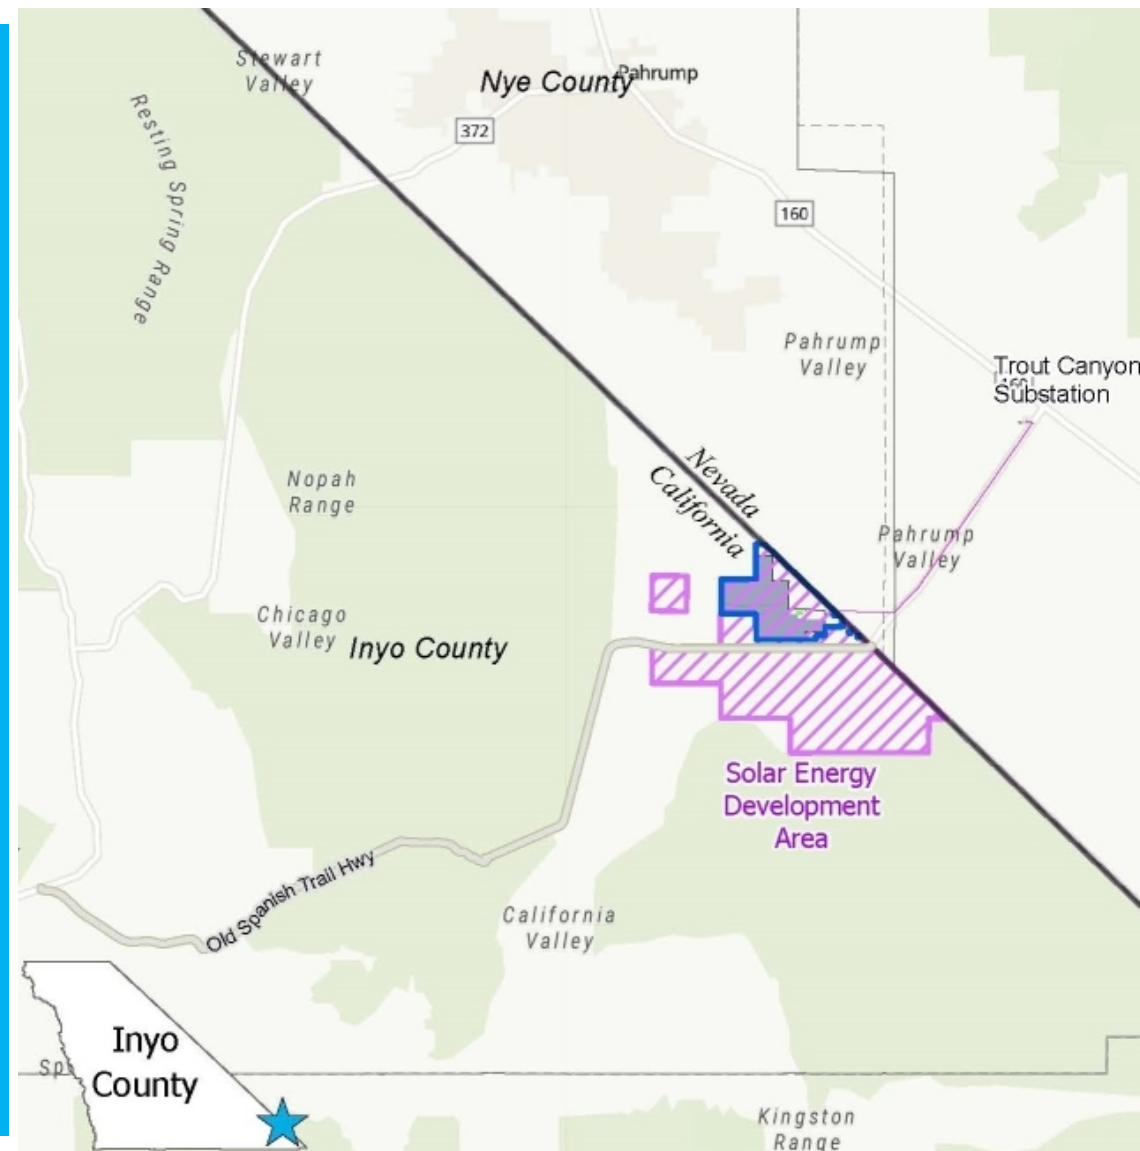 Stewart
Valley
Nye County
Pahrump
372
Resting Spring Range
160
Pahrump
Valley
Trout Canyon
Substation
160
Nevada
California
Nopah
Range
Pahrump
Valley
Chicago
Valley
Inyo County
Solar Energy
Development
Area
Old Spanish Trail Hwy
California
Valley
Inyo
County
Sp
Kingston
Range